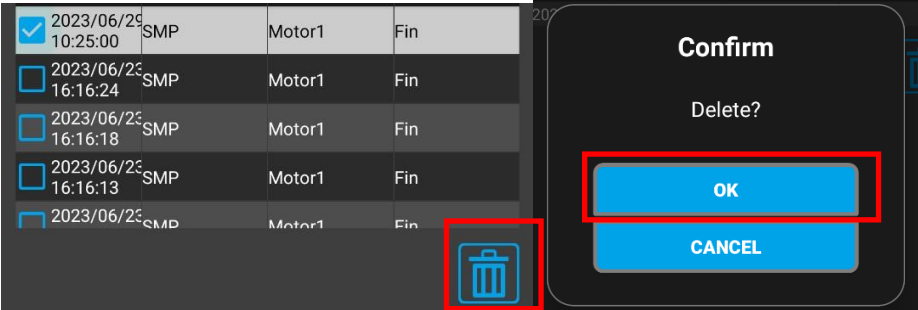 2023/06/29
10:25:00 SMP Motor1 Fin
2023/06/23
16:16:24 SMP Motor1 Fin
2023/06/23
16:16:18 SMP Motor1 Fin
2023/06/23
16:16:13 SMP Motor1 Fin
2023/06/23
SMP Motor1 Fin
202
Confirm
Delete?
OK
CANCEL